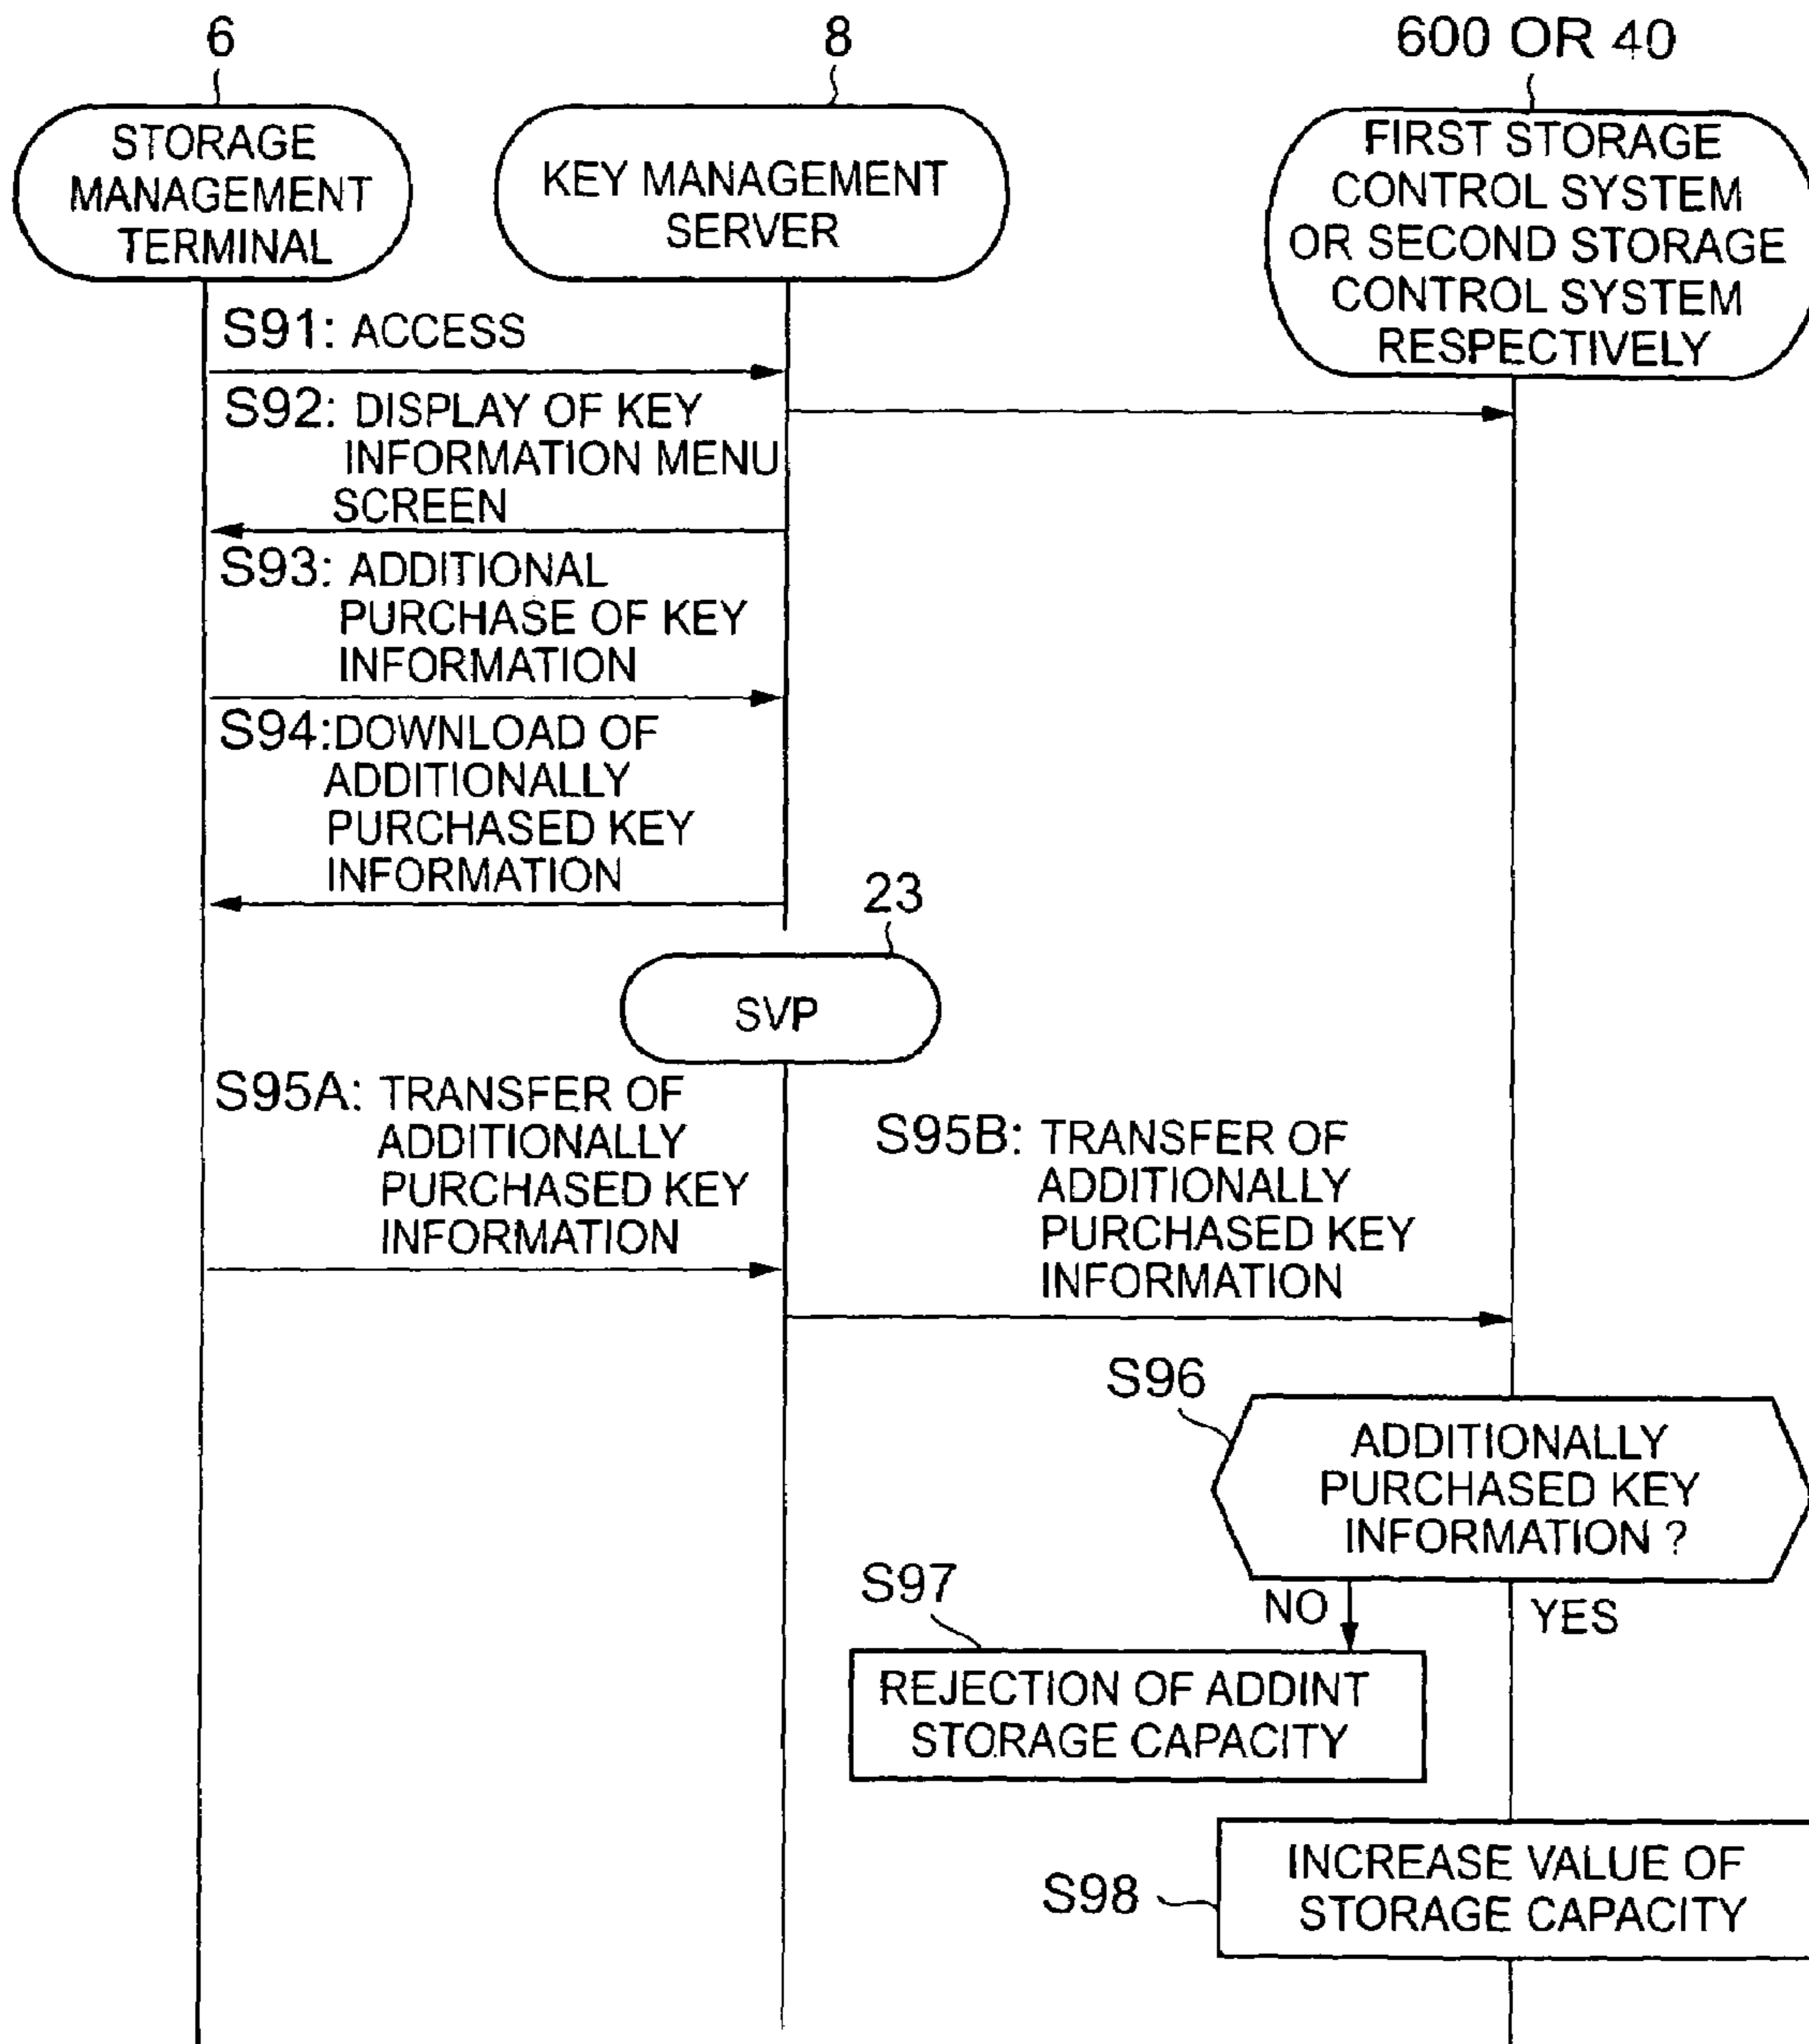 6
8
600 OR 40
STORAGE
MANAGEMENT
TERMINAL
KEY MANAGEMENT
SERVER
FIRST STORAGE
CONTROL SYSTEM
OR SECOND STORAGE
CONTROL SYSTEM
RESPECTIVELY
S91: ACCESS
S92: DISPLAY OF KEY
INFORMATION MENU
SCREEN
S93: ADDITIONAL
PURCHASE OF KEY
INFORMATION
S94:DOWNLOAD OF
ADDITIONALLY
PURCHASED KEY
INFORMATION
23
SVP
S95A: TRANSFER OF
ADDITIONALLY
PURCHASED KEY
INFORMATION
S95B: TRANSFER OF
ADDITIONALLY
PURCHASED KEY
INFORMATION
S96
ADDITIONALLY
PURCHASED KEY
INFORMATION ?
NO
YES
S97
REJECTION OF ADDINT
STORAGE CAPACITY
S98
INCREASE VALUE OF
STORAGE CAPACITY